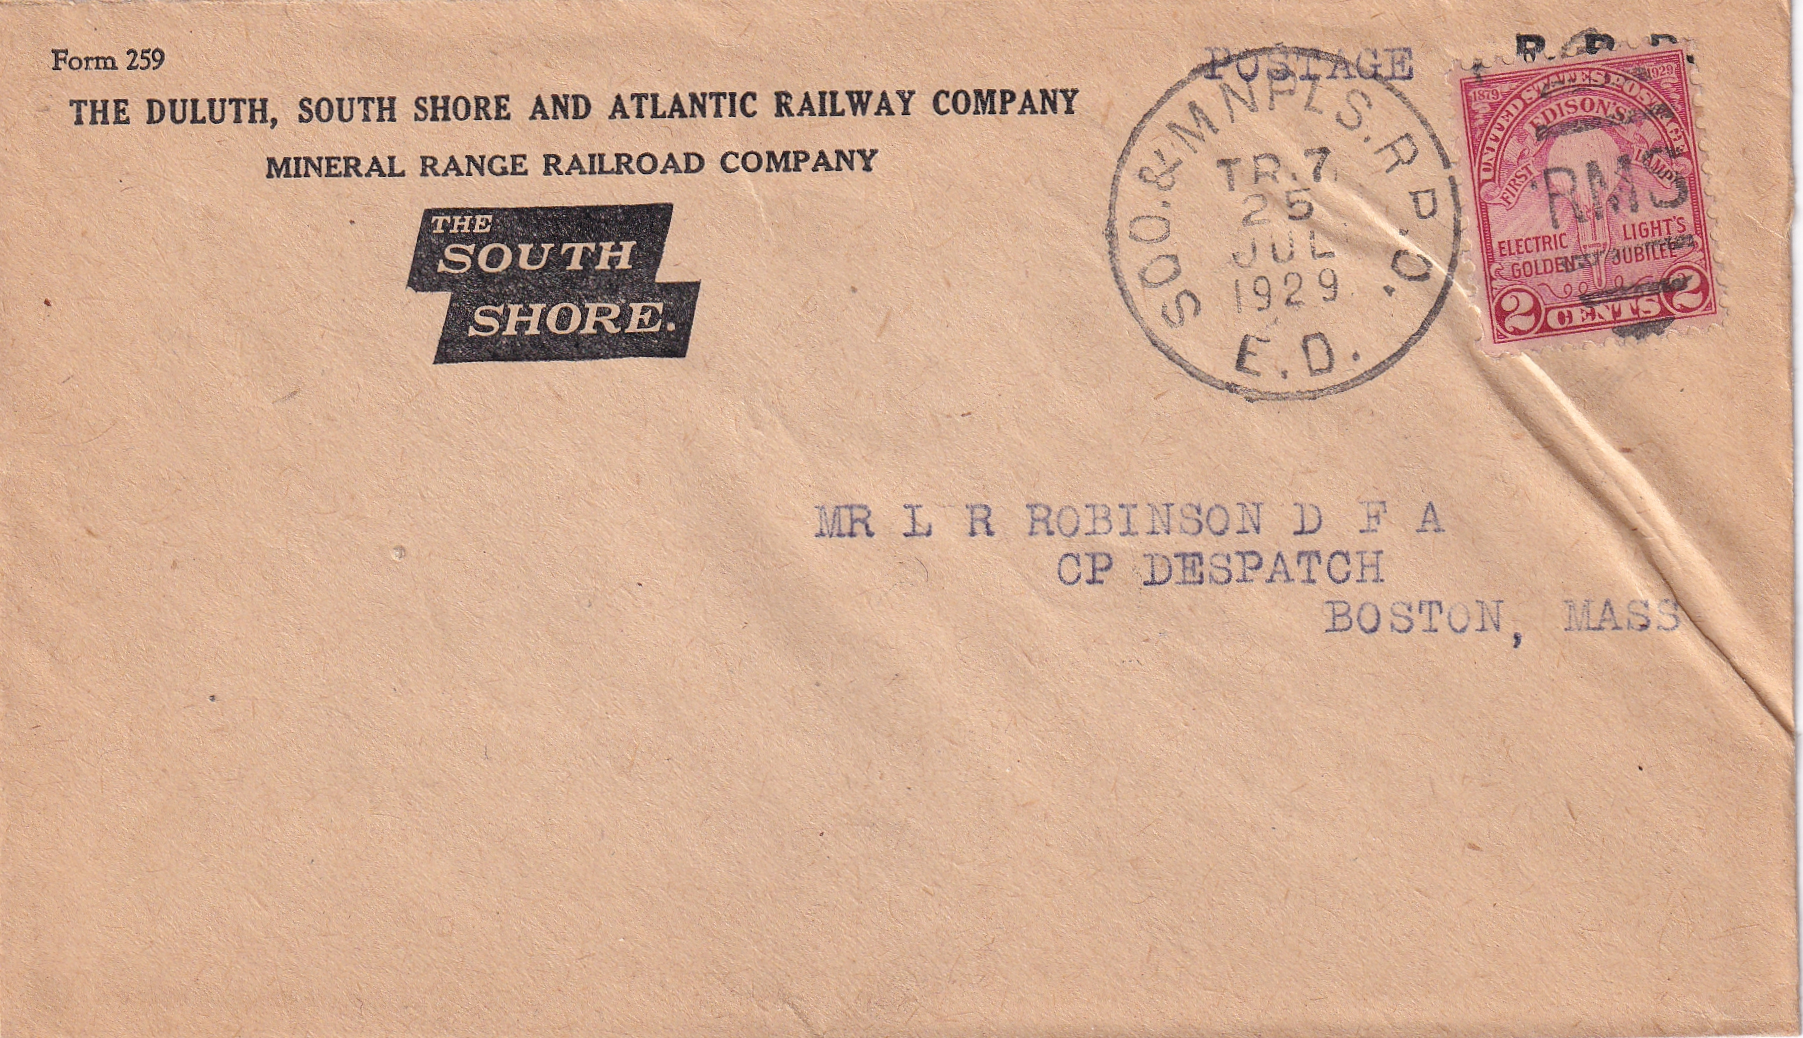 Form 259
THE DULUTH, SOUTH SHORE AND ATLANTIC RAILWAY COMPANY
MINERAL RANGE RAILROAD COMPANY
THE
SOUTH
SHORE.
POSTAGE
SOO. & MNPLS. R.P.O.
TR. 7
25
JUL
1929
E.D.
UNITED STATES POSTAGE
1879
1929
EDISON'S
FIRST
LAMP
RMS
ELECTRIC LIGHT'S
GOLDEN JUBILEE
2 CENTS 2
MR L R ROBINSON D F A
CP DESPATCH
BOSTON, MASS